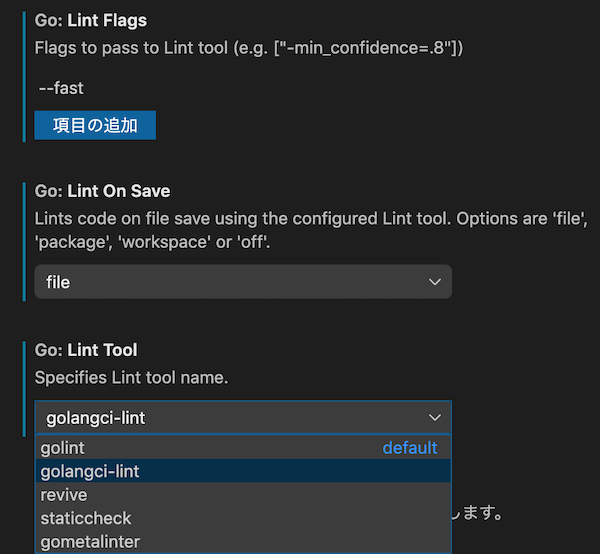 Go: Lint Flags
Flags to pass to Lint tool (e.g. ["-min_confidence=.8"])
--fast
項目の追加
Go: Lint On Save
Lints code on file save using the configured Lint tool. Options are 'file',
'package', 'workspace' or 'off'.
file
Go: Lint Tool
Specifies Lint tool name.
golangci-lint
golint default
golangci-lint
revive
staticcheck
します。
gometalinter